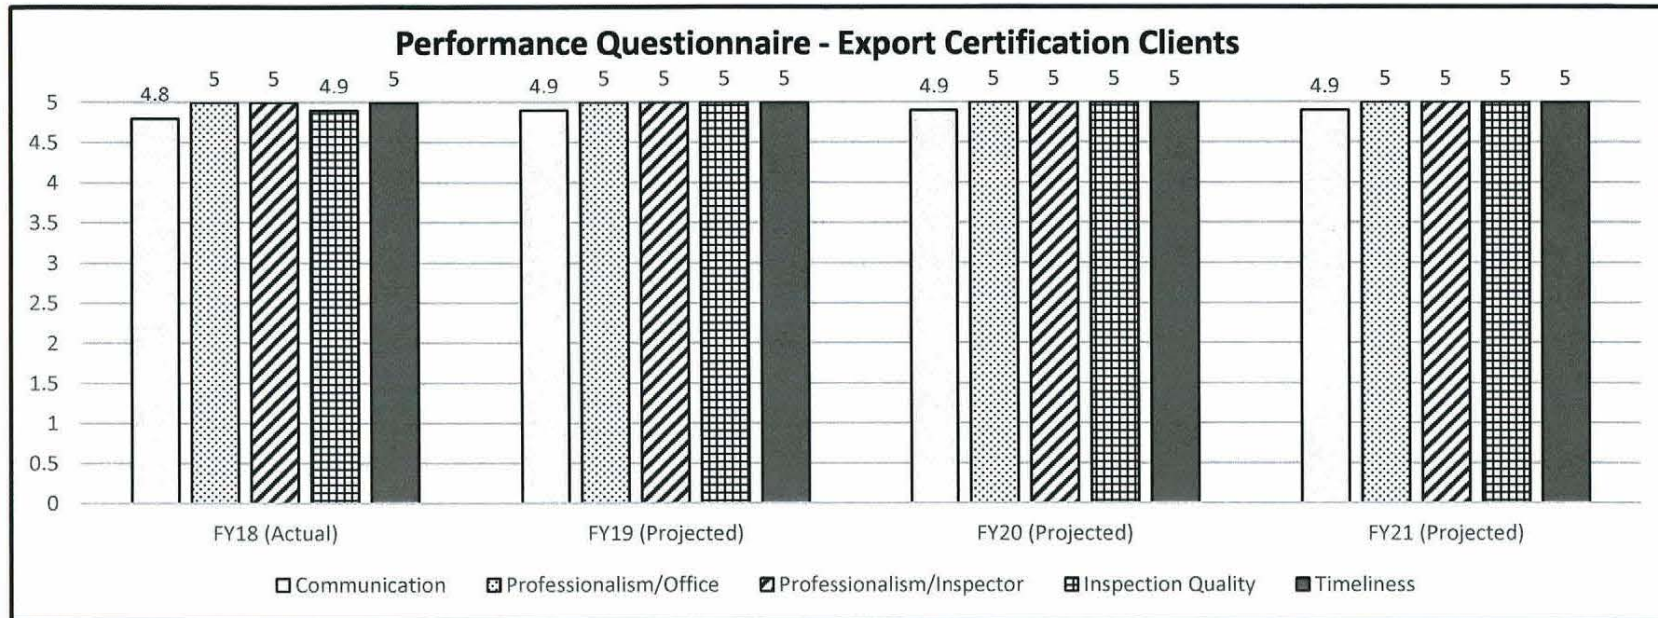 Performance Questionnaire - Export Certification Clients
4.8 5 5 4.9 5 4.9 5 5 5 5 4.9 5 5 5 5 4.9 5 5 5 5
5
4.5
4
3.5
3
2.5
2
1.5
1
0.5
0
FY18 (Actual) FY19 (Projected) FY20 (Projected) FY21 (Projected)
Communication Professionalism/Office Professionalism/Inspector Inspection Quality Timeliness